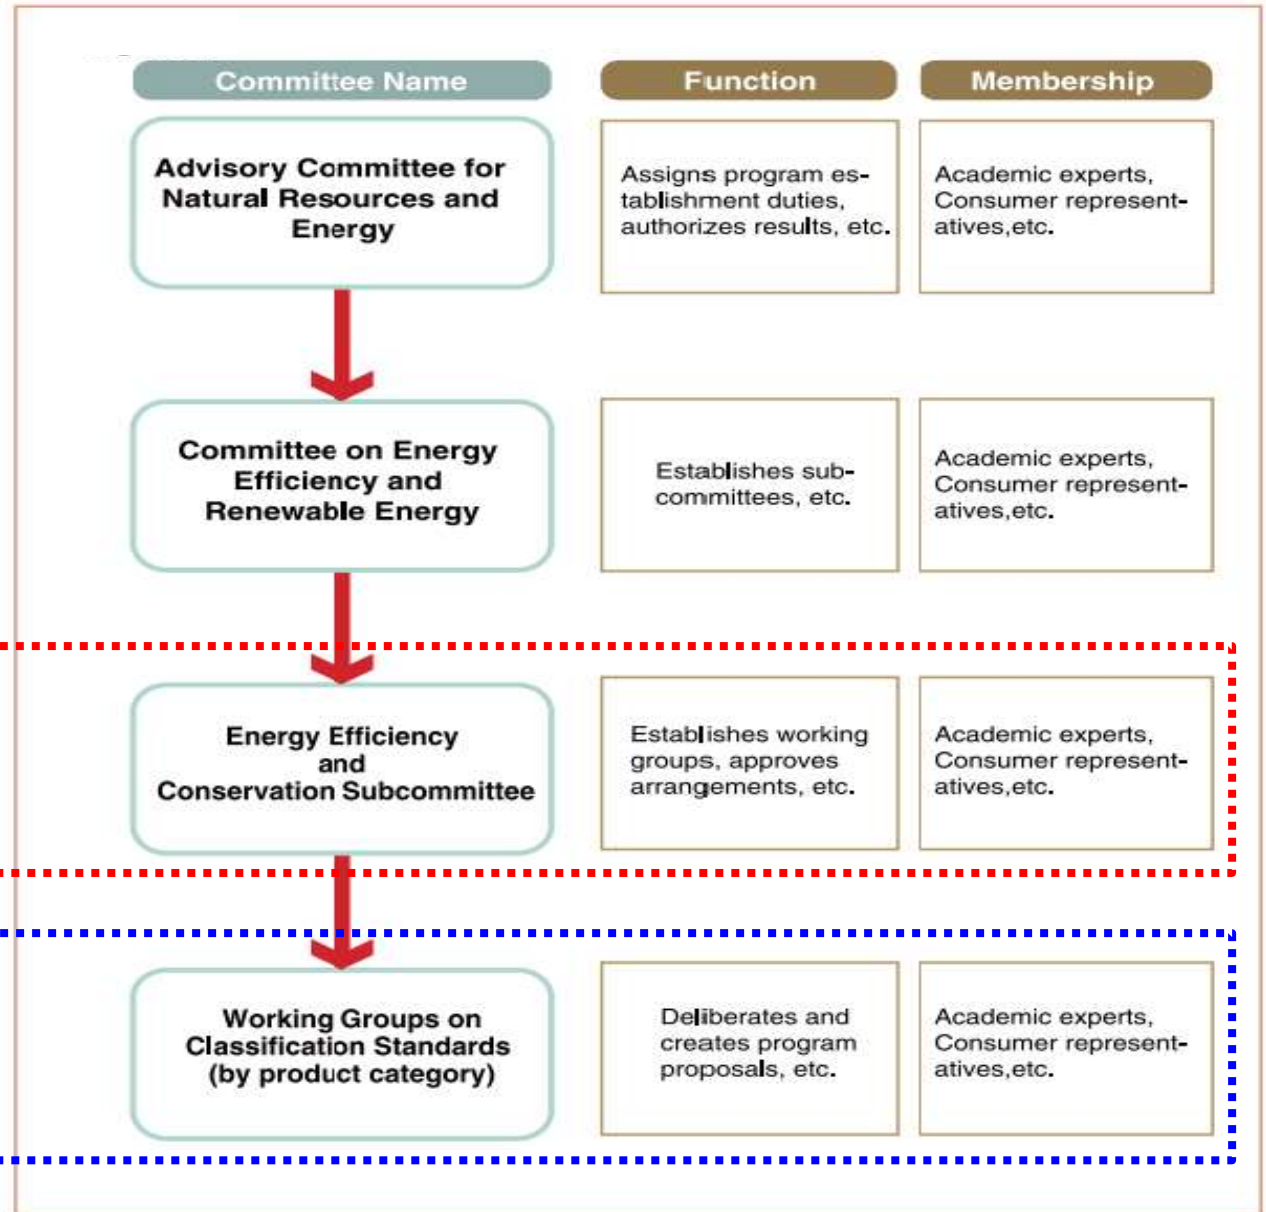 Committee Name
Function
Membership
Advisory Committee for
Natural Resources and
Energy
Assigns program es-
tablishment duties,
authorizes results, etc.
Academic experts,
Consumer represent-
atives,etc.
Committee on Energy
Efficiency and
Renewable Energy
Establishes sub-
committees, etc.
Academic experts,
Consumer represent-
atives,etc.
Energy Efficiency
and
Conservation Subcommittee
Establishes working
groups, approves
arrangements, etc.
Academic experts,
Consumer represent-
atives,etc.
Working Groups on
Classification Standards
(by product category)
Deliberates and
creates program
proposals, etc.
Academic experts,
Consumer represent-
atives,etc.